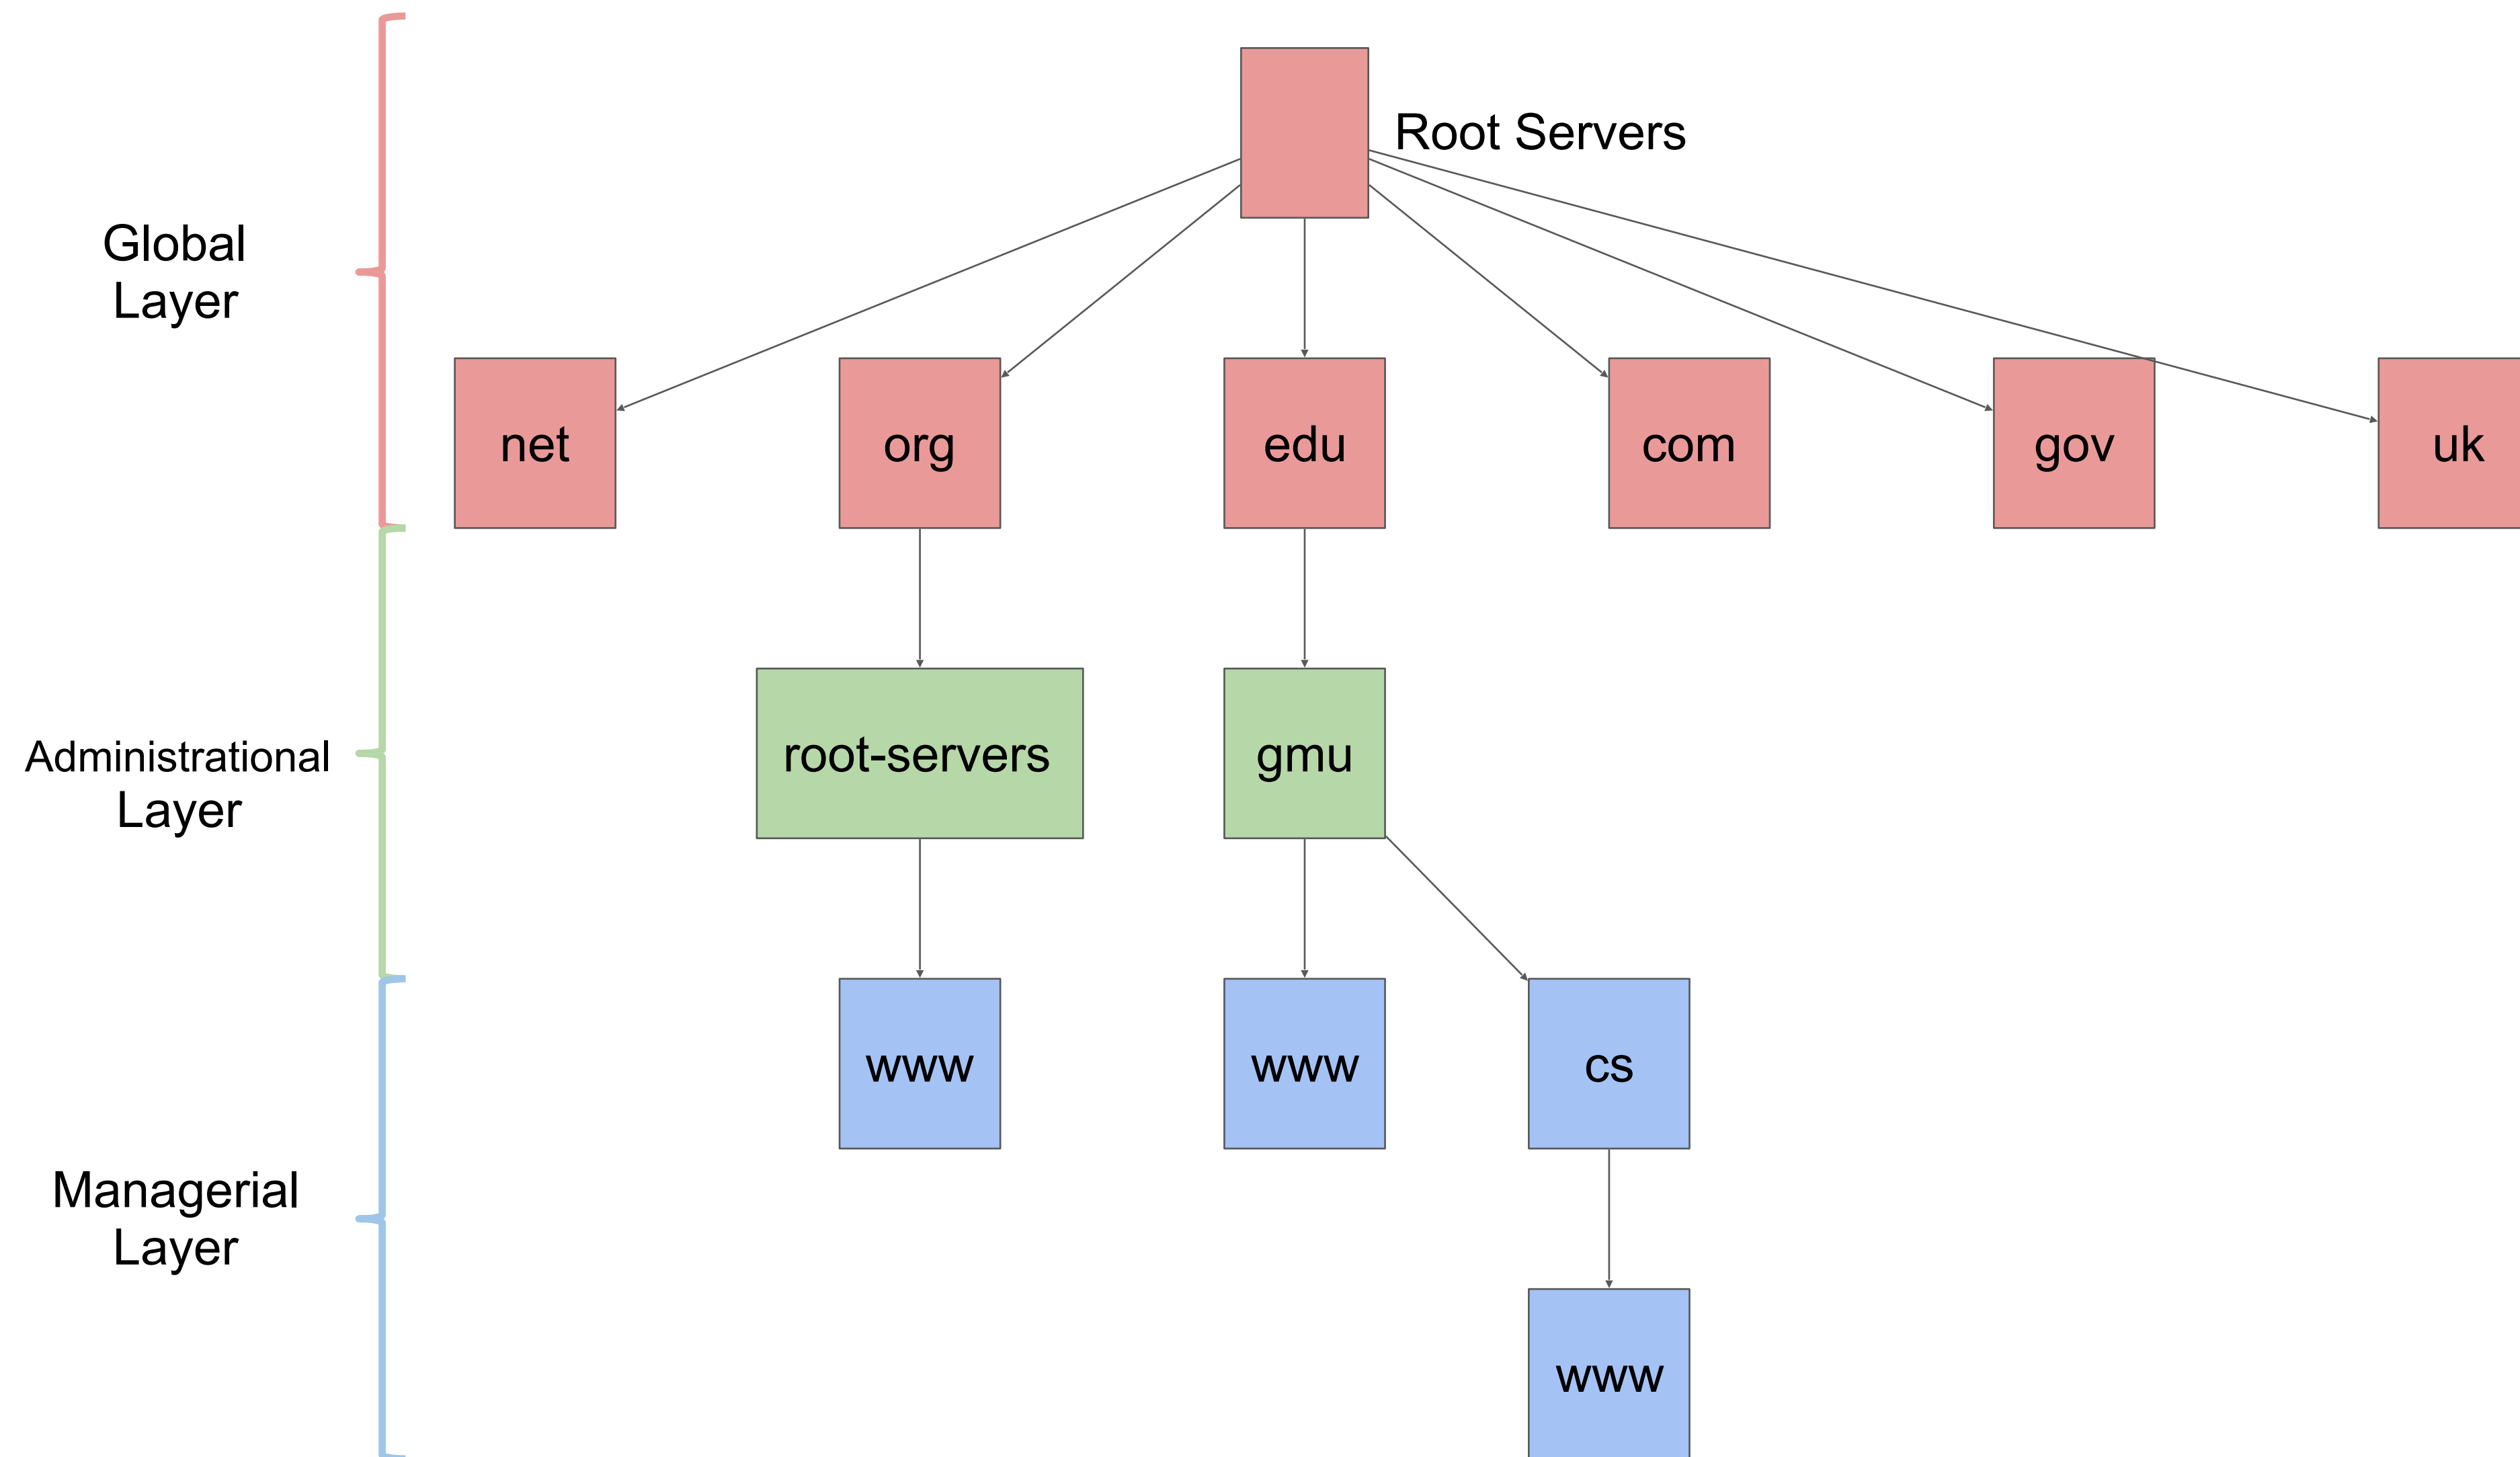 Root Servers
Global
Layer
net
org
edu
com
gov
uk
Administrational
Layer
root-servers
gmu
www
www
cs
Managerial
Layer
www